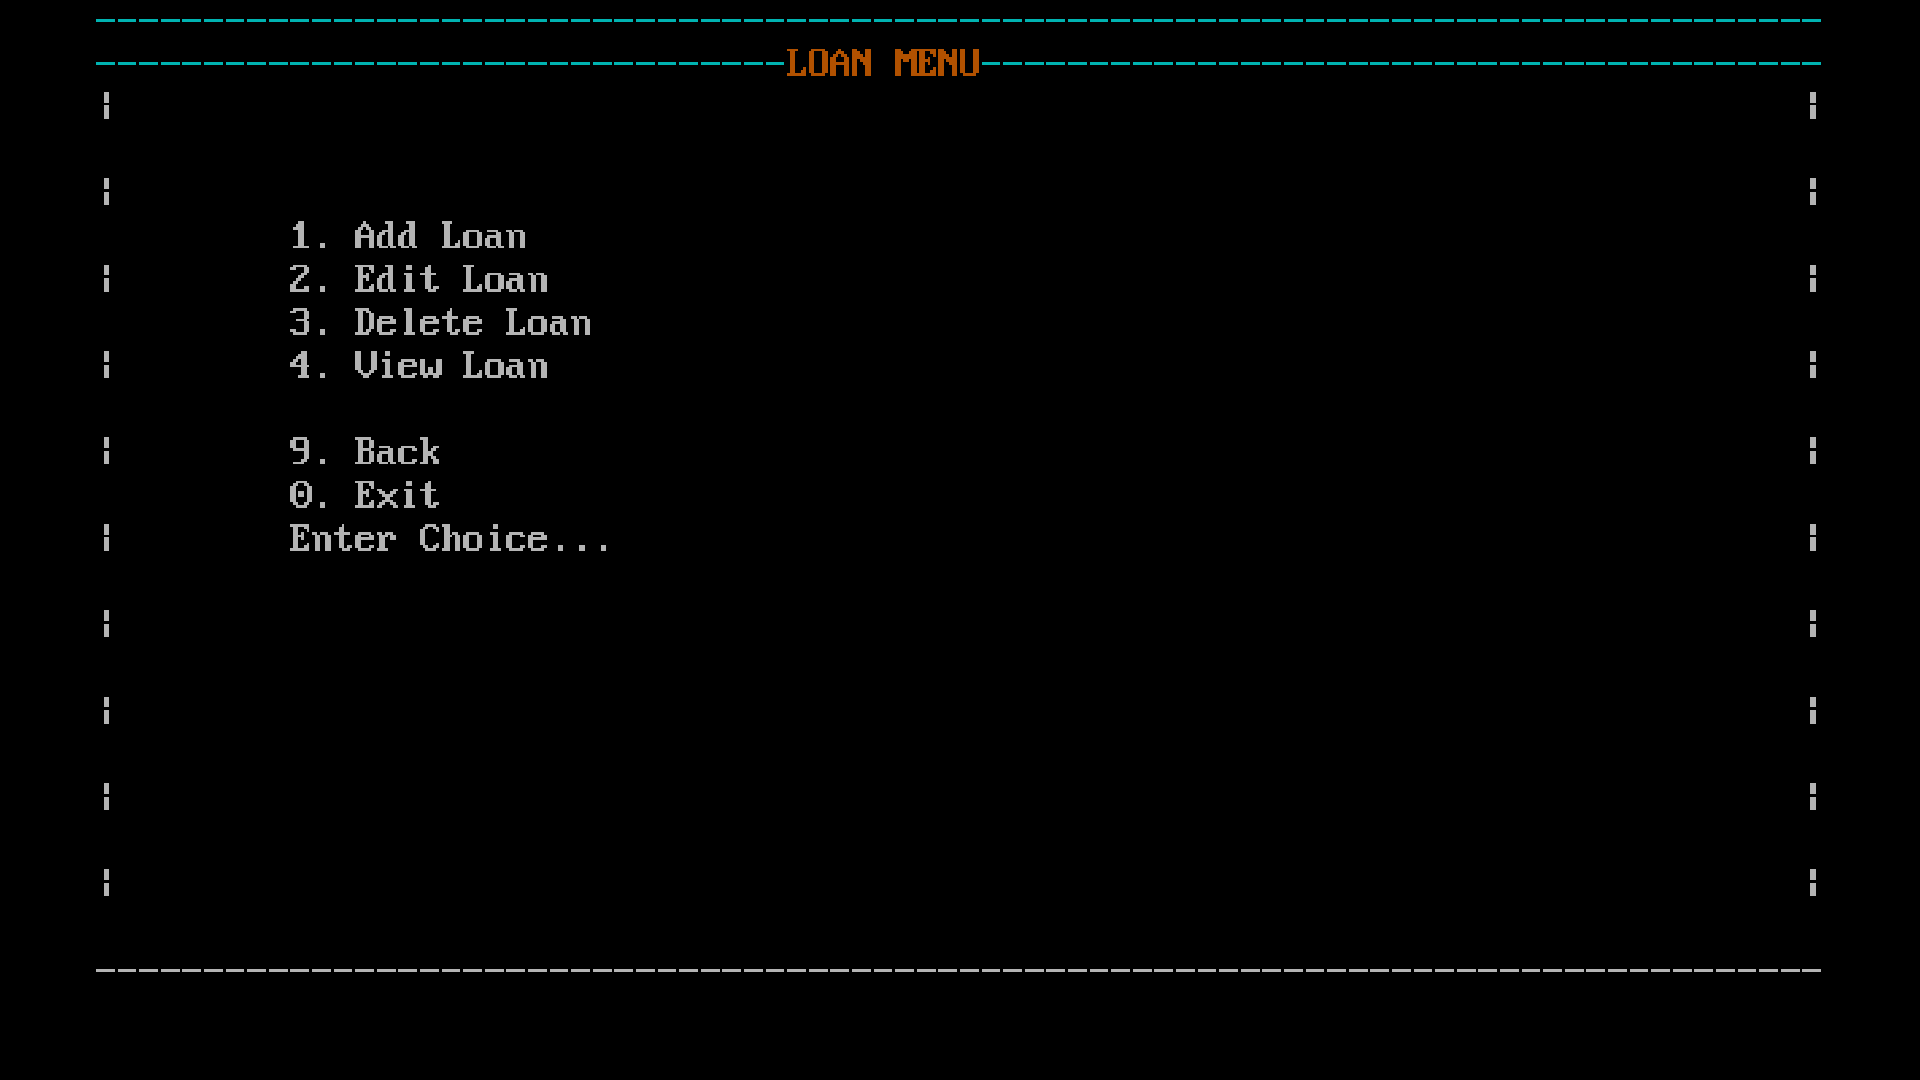 LOAN MENU
1. Add Loan
2. Edit Loan
3. Delete Loan
4. View Loan
9. Back
0. Exit
Enter Choice...